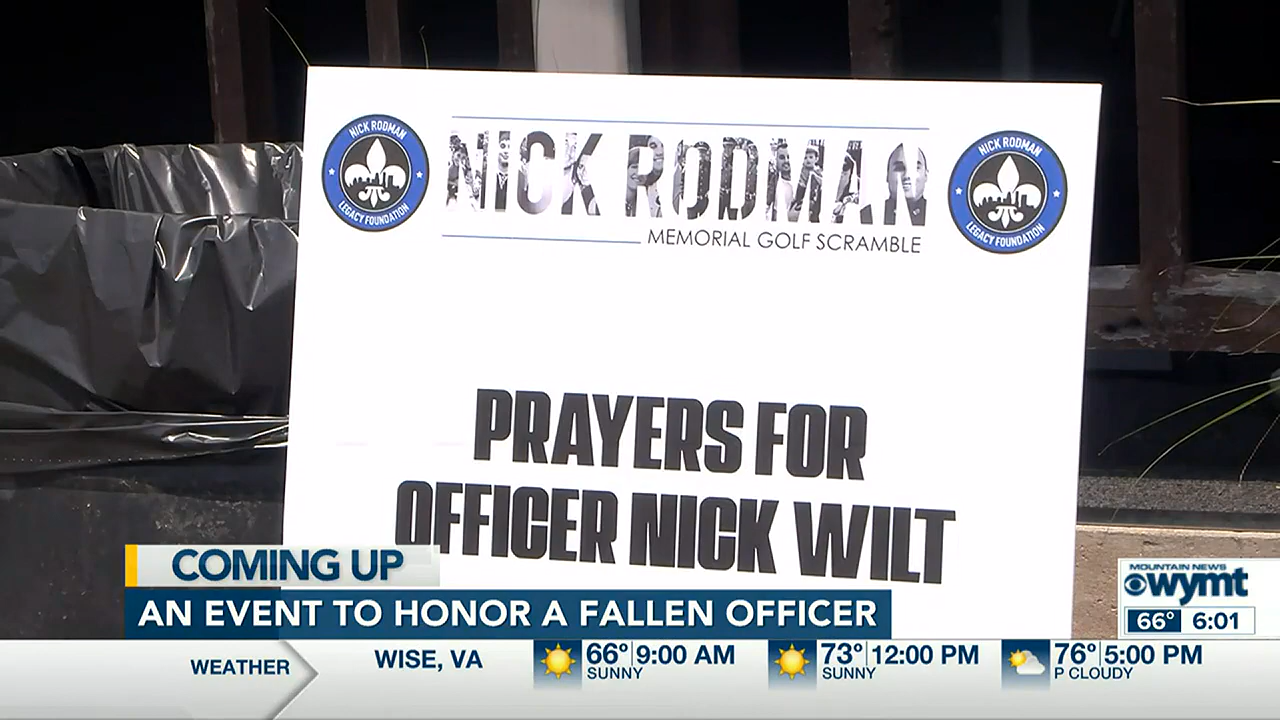 NICK RODMAN
LEGACY FOUNDATION
NICK RODMAN
MEMORIAL GOLF SCRAMBLE
NICK RODMAN
LEGACY FOUNDATION
PRAYERS FOR
OFFICER NICK WILT
COMING UP
AN EVENT TO HONOR A FALLEN OFFICER
MOUNTAIN NEWS
wymt
66° 6:01
WEATHER
WISE, VA
66° 9:00 AM
SUNNY
73° 12:00 PM
SUNNY
76° 5:00 PM
P CLOUDY